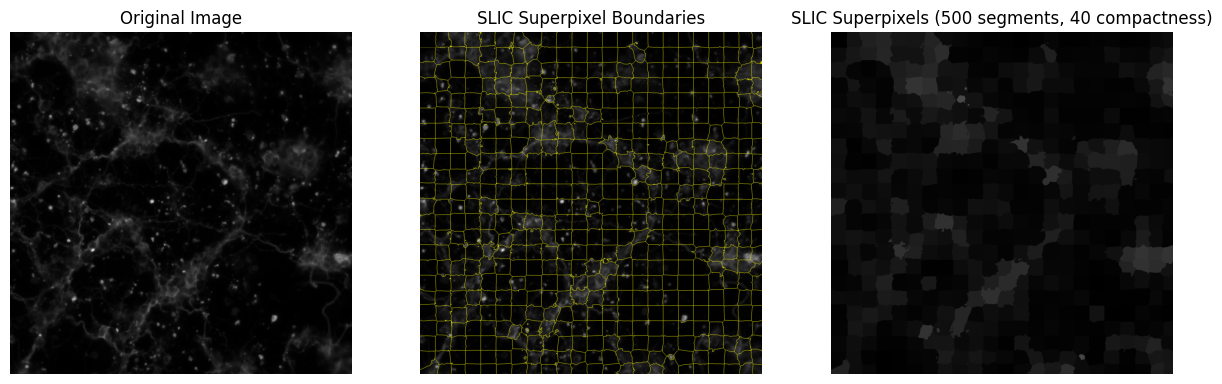 Original Image
SLIC Superpixel Boundaries
SLIC Superpixels (500 segments, 40 compactness)